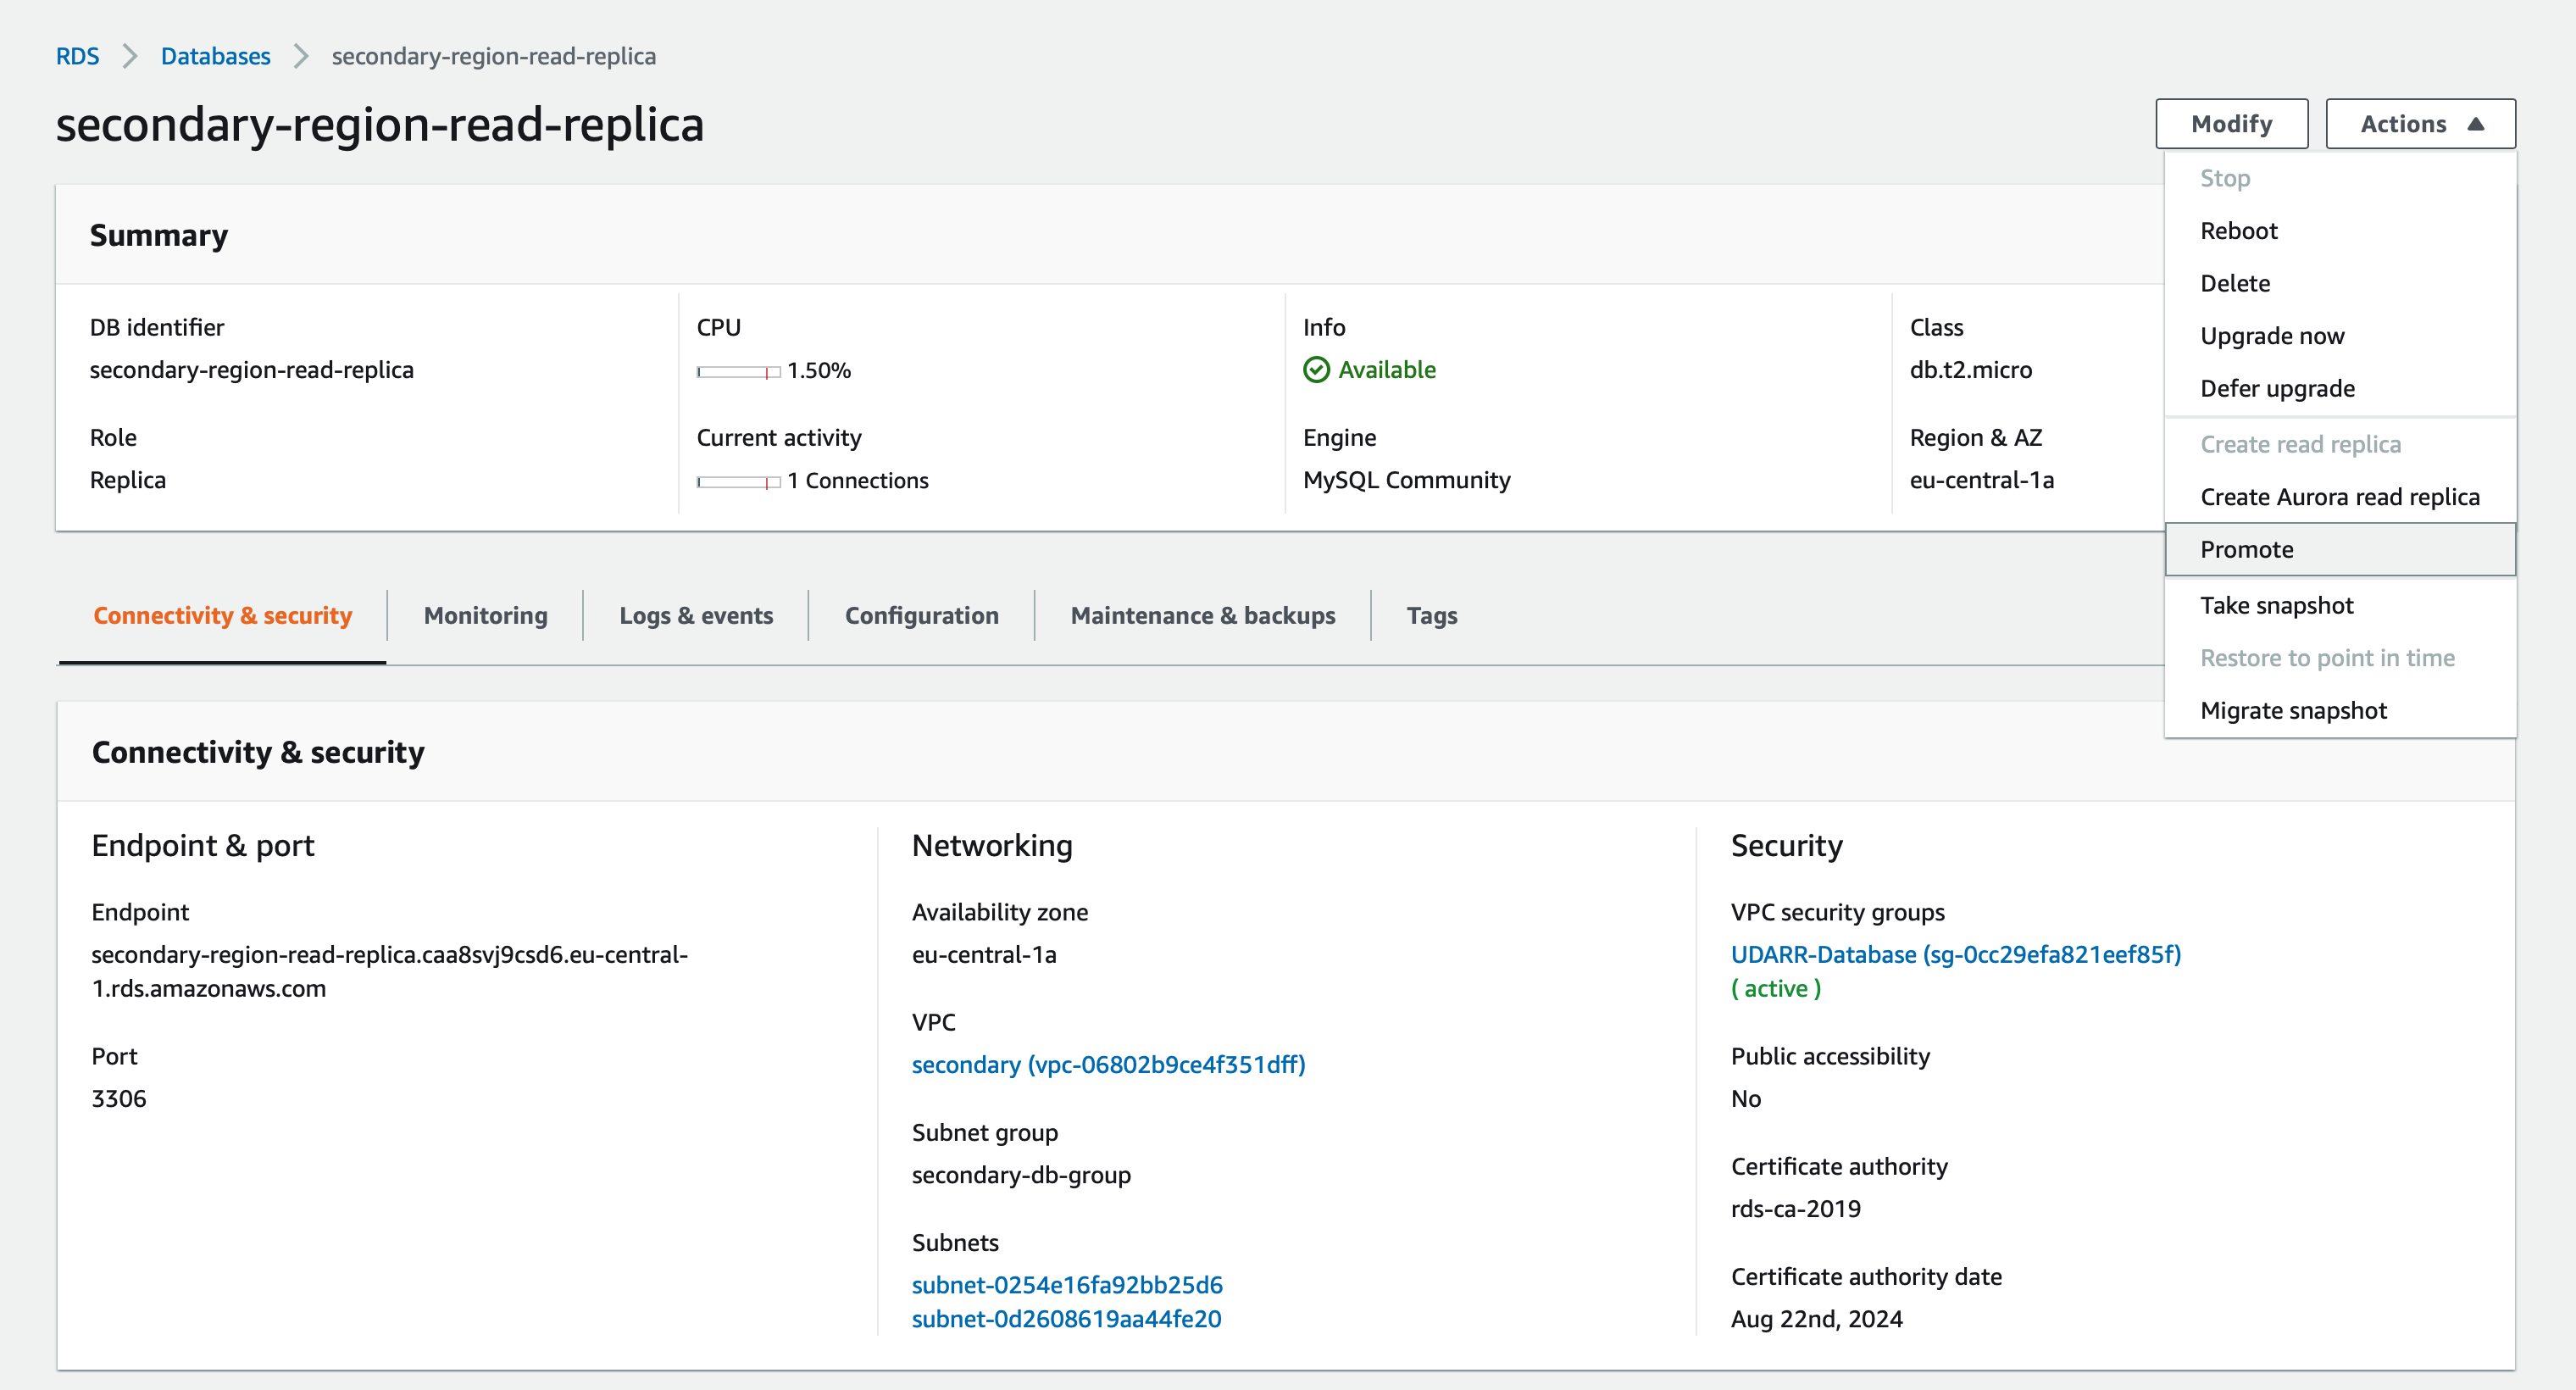 RDS > Databases > secondary-region-read-replica
secondary-region-read-replica
Modify
Actions
Stop
Reboot
Delete
Upgrade now
Defer upgrade
Create read replica
Create Aurora read replica
Promote
Take snapshot
Restore to point in time
Migrate snapshot
Summary
DB identifier
secondary-region-read-replica
CPU
1.50%
Info
Available
Class
db.t2.micro
Role
Replica
Current activity
1 Connections
Engine
MySQL Community
Region & AZ
eu-central-1a
Connectivity & security
Monitoring
Logs & events
Configuration
Maintenance & backups
Tags
Connectivity & security
Endpoint & port
Endpoint
secondary-region-read-replica.caa8svj9csd6.eu-central-
1.rds.amazonaws.com
Port
3306
Networking
Availability zone
eu-central-1a
VPC
secondary (vpc-06802b9ce4f351dff)
Subnet group
secondary-db-group
Subnets
subnet-0254e16fa92bb25d6
subnet-0d2608619aa44fe20
Security
VPC security groups
UDARR-Database (sg-0cc29efa821eef85f)
( active )
Public accessibility
No
Certificate authority
rds-ca-2019
Certificate authority date
Aug 22nd, 2024